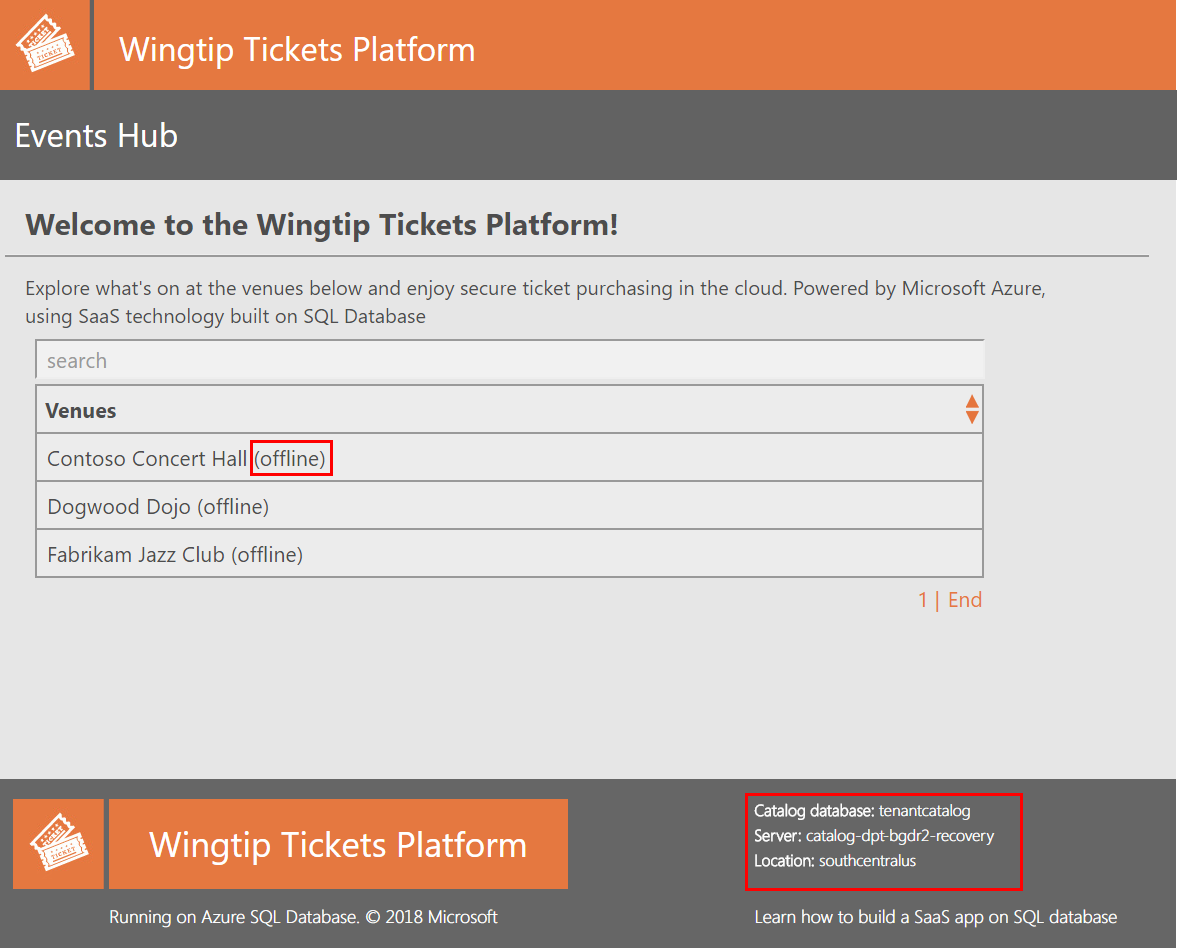 Wingtip Tickets Platform
Events Hub
Welcome to the Wingtip Tickets Platform!
Explore what's on at the venues below and enjoy secure ticket purchasing in the cloud. Powered by Microsoft Azure,
using SaaS technology built on SQL Database
search
Venues
Contoso Concert Hall (offline)
Dogwood Dojo (offline)
Fabrikam Jazz Club (offline)
1 | End
TICKET
Wingtip Tickets Platform
Catalog database: tenantcatalog
Server: catalog-dpt-bgdr2-recovery
Location: southcentralus
Running on Azure SQL Database. © 2018 Microsoft
Learn how to build a SaaS app on SQL database